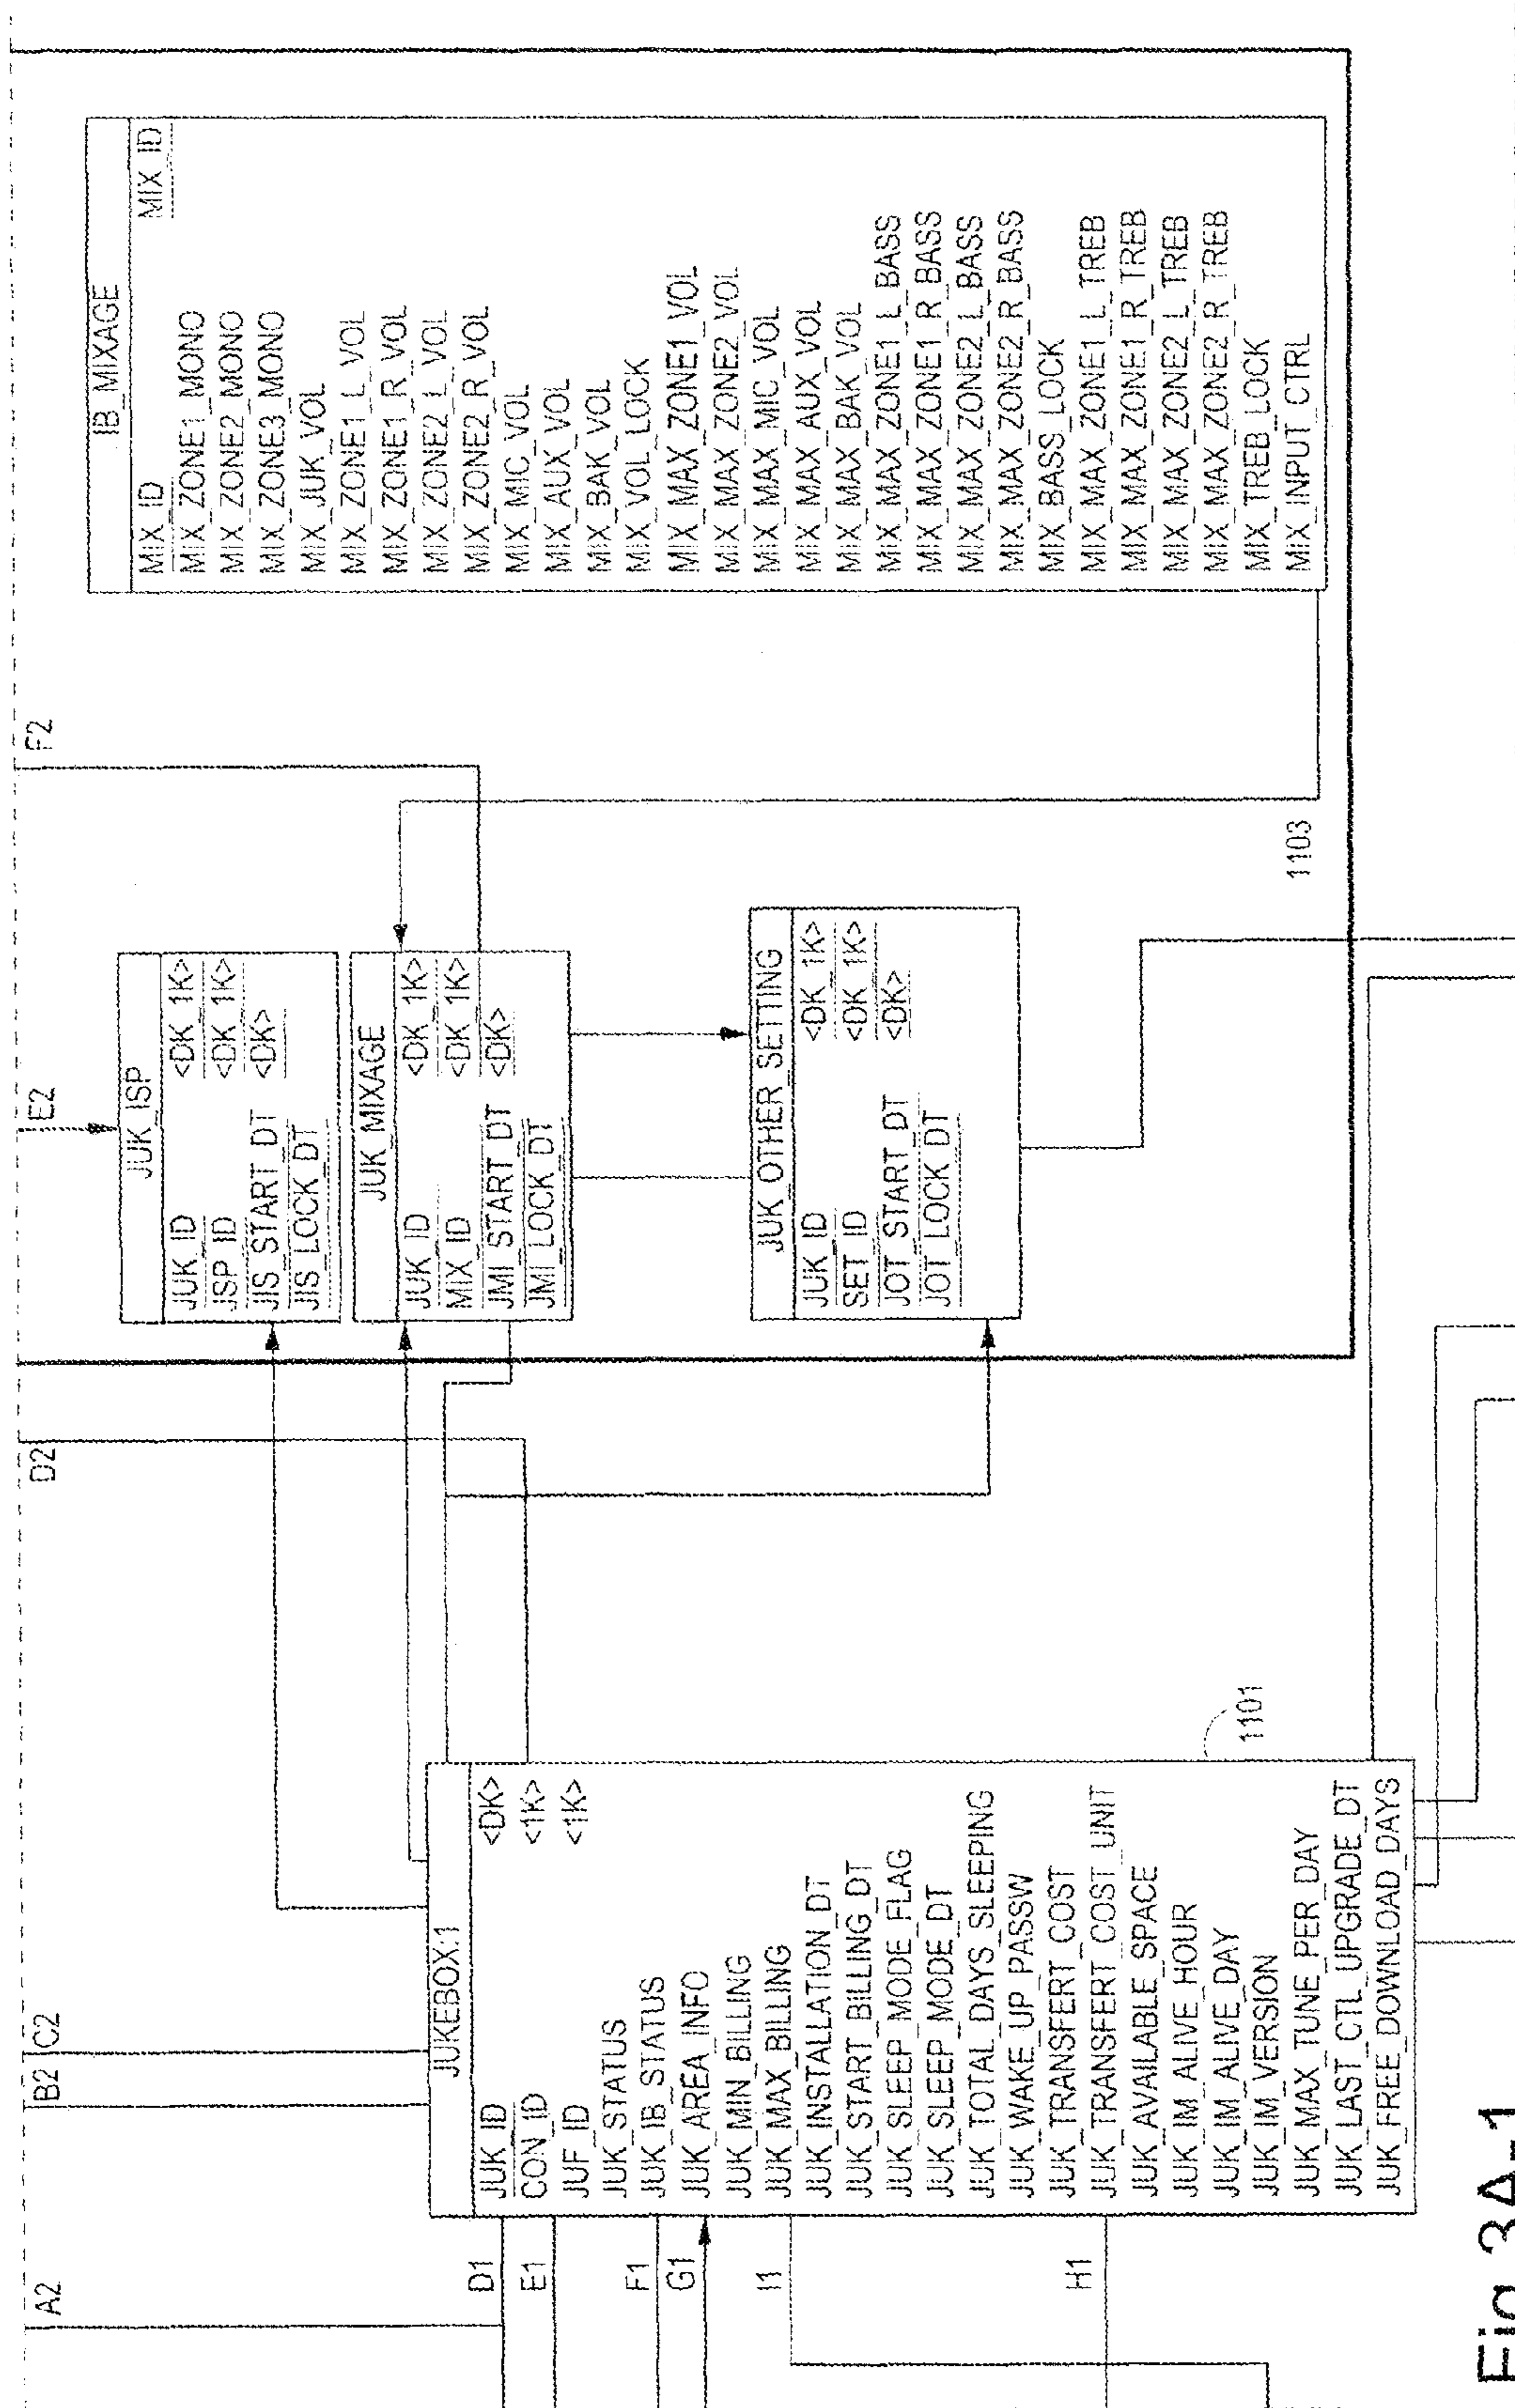 A2
B2
C2
D2
E2
F2
JUK_ISP
JUK_ID <DK_1K>
JSP_ID <DK_1K>
JIS_START_DT <DK>
JIS_LOCK_DT
JUK_MIXAGE
JUK_ID <DK_1K>
MIX_ID <DK_1K>
JMI_START_DT <DK>
JMI_LOCK_DT
JUK_OTHER_SETTING
JUK_ID <DK_1K>
SET_ID <DK_1K>
JOT_START_DT <DK>
JOT_LOCK_DT
IB_MIXAGE
MIX_ID MIX_ID
MIX_ZONE1_MONO
MIX_ZONE2_MONO
MIX_ZONE3_MONO
MIX_JUK_VOL
MIX_ZONE1_L_VOL
MIX_ZONE1_R_VOL
MIX_ZONE2_L_VOL
MIX_ZONE2_R_VOL
MIX_MIC_VOL
MIX_AUX_VOL
MIX_BAK_VOL
MIX_VOL_LOCK
MIX_MAX_ZONE1_VOL
MIX_MAX_ZONE2_VOL
MIX_MAX_MIC_VOL
MIX_MAX_AUX_VOL
MIX_MAX_BAK_VOL
MIX_MAX_ZONE1_L_BASS
MIX_MAX_ZONE1_R_BASS
MIX_MAX_ZONE2_L_BASS
MIX_MAX_ZONE2_R_BASS
MIX_BASS_LOCK
MIX_MAX_ZONE1_L_TREB
MIX_MAX_ZONE1_R_TREB
MIX_MAX_ZONE2_L_TREB
MIX_MAX_ZONE2_R_TREB
MIX_TREB_LOCK
MIX_INPUT_CTRL
1103
JUKEBOX:1
JUK_ID <DK>
CON_ID <1K>
JUF_ID <1K>
JUK_STATUS
JUK_IB_STATUS
JUK_AREA_INFO
JUK_MIN_BILLING
JUK_MAX_BILLING
JUK_INSTALLATION_DT
JUK_START_BILLING_DT
JUK_SLEEP_MODE_FLAG
JUK_SLEEP_MODE_DT
JUK_TOTAL_DAYS_SLEEPING
JUK_WAKE_UP_PASSW
JUK_TRANSFERT_COST
JUK_TRANSFERT_COST_UNIT
JUK_AVAILABLE_SPACE
JUK_IM_ALIVE_HOUR
JUK_IM_ALIVE_DAY
JUK_IM_VERSION
JUK_MAX_TUNE_PER_DAY
JUK_LAST_CTL_UPGRADE_DT
JUK_FREE_DOWNLOAD_DAYS
1101
D1
E1
F1
G1
I1
H1
Fig. 3A-1